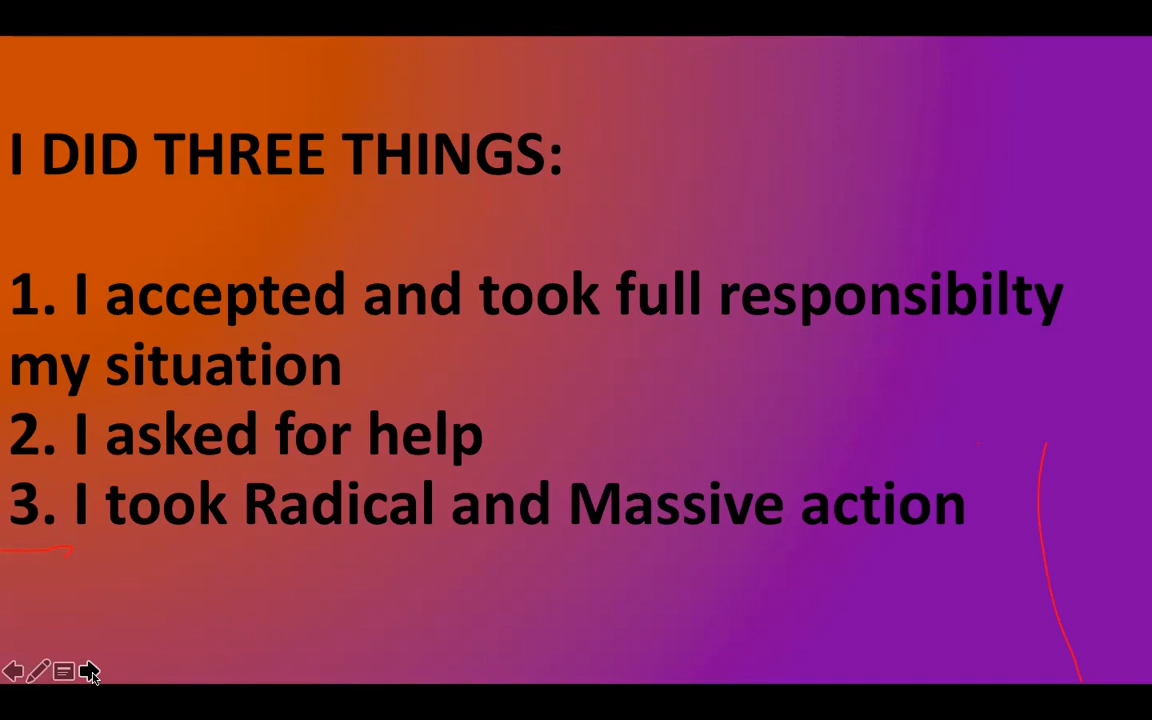 I DID THREE THINGS:
1. I accepted and took full responsibilty
my situation
2. I asked for help
3. I took Radical and Massive action